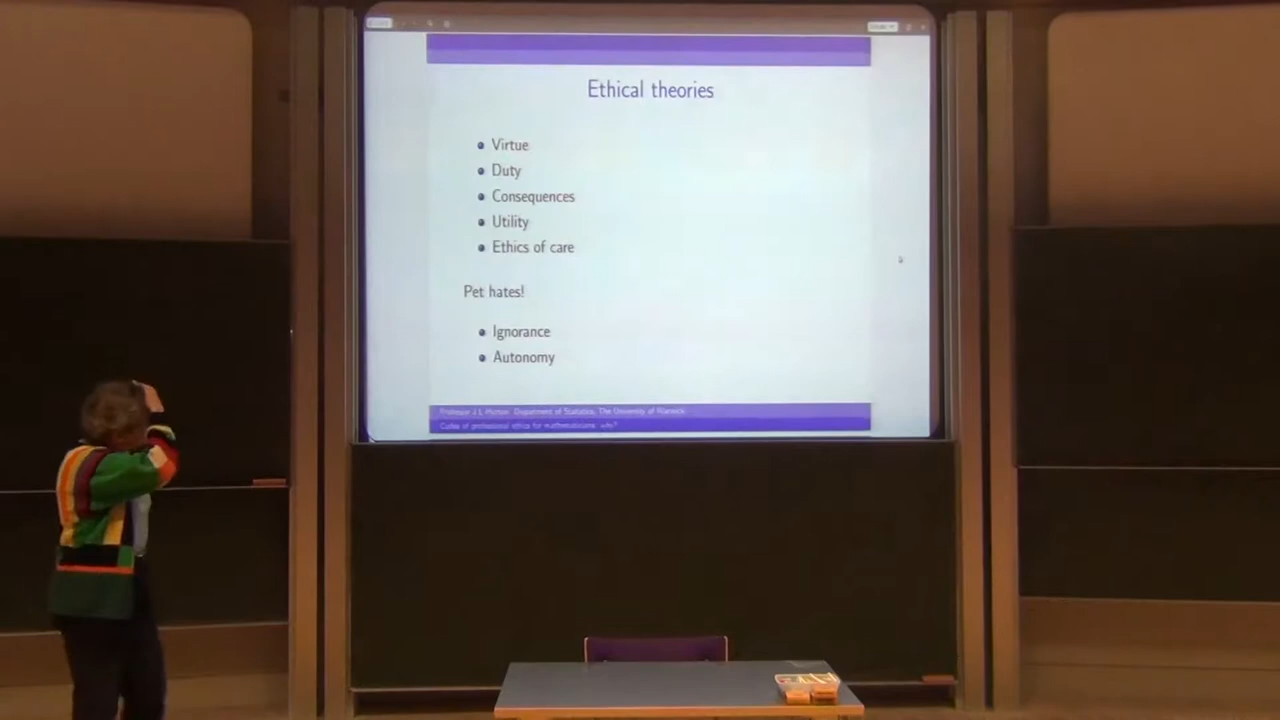 Ethical theories
Virtue
Duty
Consequences
Utility
Ethics of care
Pet hates!
Ignorance
Autonomy
Professor J L Hutton Department of Statistics, The University of Warwick
Codes of professional ethics for mathematicians: why?